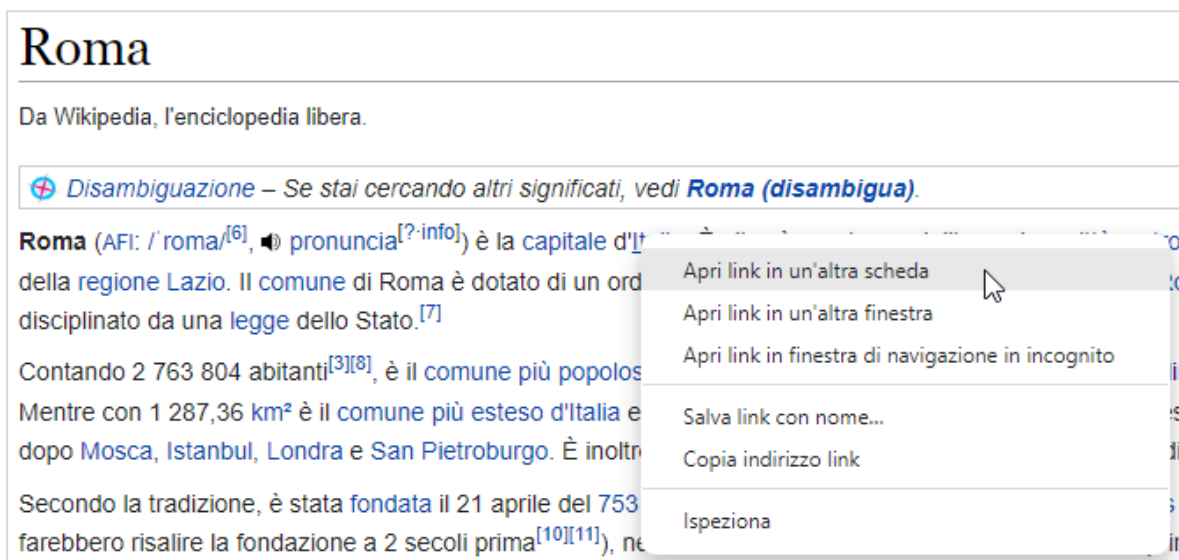 Roma
Da Wikipedia, l'enciclopedia libera.
Disambiguazione – Se stai cercando altri significati, vedi Roma (disambigua).
Roma (AFI: /ˈroma/[6], pronuncia[?·info]) è la capitale d'
della regione Lazio. Il comune di Roma è dotato di un ord
disciplinato da una legge dello Stato.[7]
Contando 2 763 804 abitanti[3][8], è il comune più popolos
Mentre con 1 287,36 km² è il comune più esteso d'Italia e
dopo Mosca, Istanbul, Londra e San Pietroburgo. È inoltr
Secondo la tradizione, è stata fondata il 21 aprile del 753
farebbero risalire la fondazione a 2 secoli prima[10][11]), ne
Apri link in un'altra scheda
Apri link in un'altra finestra
Apri link in finestra di navigazione in incognito
Salva link con nome...
Copia indirizzo link
Ispeziona